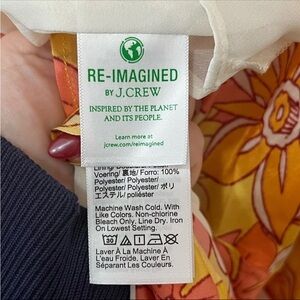 RE-IMAGINED
BY J.CREW
INSPIRED BY THE PLANET
AND ITS PEOPLE.
Learn more at
jcrew.com/reimagined
Voering/ 裏地/ Forro: 100%
Polyester/ Polyester/
Polyester/ Polyester/ ポリ
エステル/ poliéster
Machine Wash Cold. With
Like Colors. Non-chlorine
Bleach Only. Line Dry. Iron
On Lowest Setting.
30
Laver À La Machine À
L'eau Froide. Laver En
Séparant Les Couleurs.